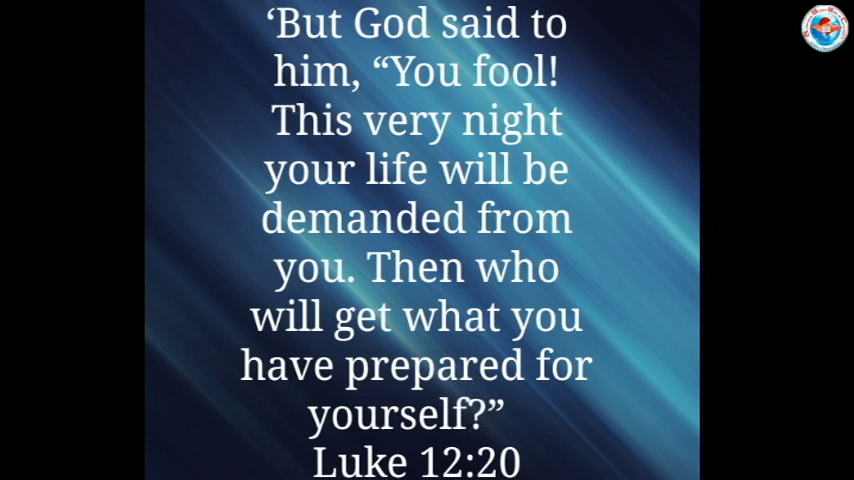 ‘But God said to
him, “You fool!
This very night
your life will be
demanded from
you. Then who
will get what you
have prepared for
yourself?”
Luke 12:20